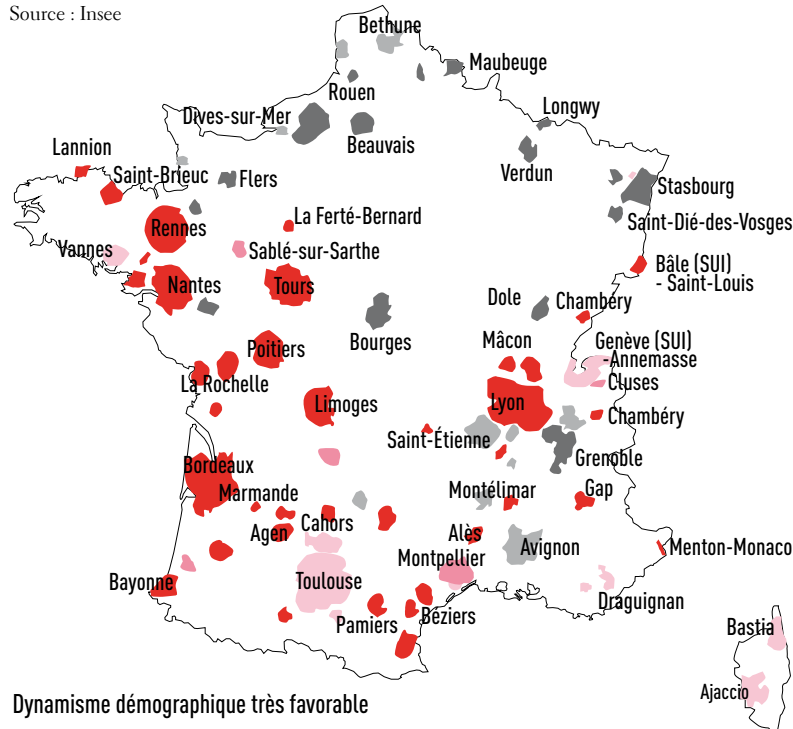 Source : Insee
Bethune
Maubeuge
Rouen
Longwy
Dives-sur-Mer
Beauvais
Lannion
Verdun
Saint-Brieuc
Flers
Stasbourg
La Ferté-Bernard
Saint-Dié-des-Vosges
Rennes
Vannes
Sablé-sur-Sarthe
Bâle (SUI)
- Saint-Louis
Nantes
Tours
Dole
Chambéry
Bourges
Mâcon
Genève (SUI)
-Annemasse
Poitiers
La Rochelle
Cluses
Limoges
Lyon
Chambéry
Saint-Étienne
Grenoble
Bordeaux
Marmande
Montélimar
Gap
Cahors
Agen
Alès
Avignon
Menton-Monaco
Montpellier
Bayonne
Toulouse
Draguignan
Pamiers
Béziers
Bastia
Ajaccio
Dynamisme démographique très favorable